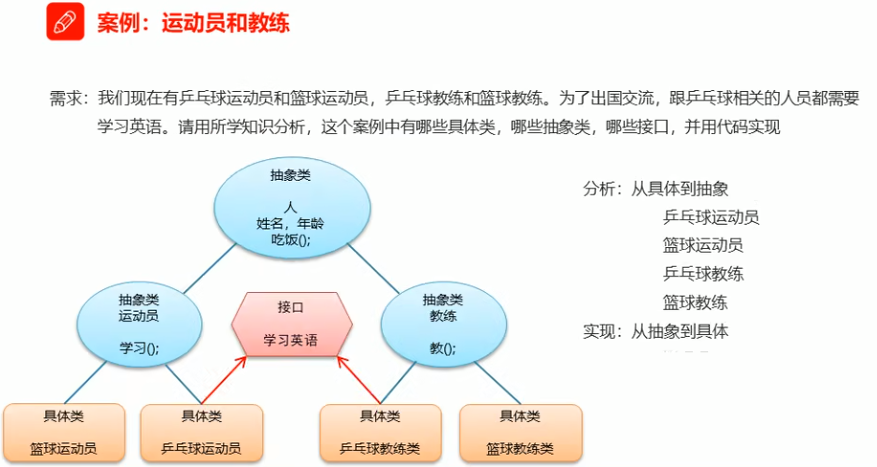 案例：运动员和教练
需求：我们现在有乒乓球运动员和篮球运动员，乒乓球教练和篮球教练。为了出国交流，跟乒乓球相关的人员都需要
学习英语。请用所学知识分析，这个案例中有哪些具体类，哪些抽象类，哪些接口，并用代码实现
抽象类
人
姓名，年龄
吃饭();
抽象类
运动员
学习();
接口
学习英语
抽象类
教练
教();
具体类
篮球运动员
具体类
乒乓球运动员
具体类
乒乓球教练类
具体类
篮球教练类
分析：从具体到抽象
乒乓球运动员
篮球运动员
乒乓球教练
篮球教练
实现：从抽象到具体